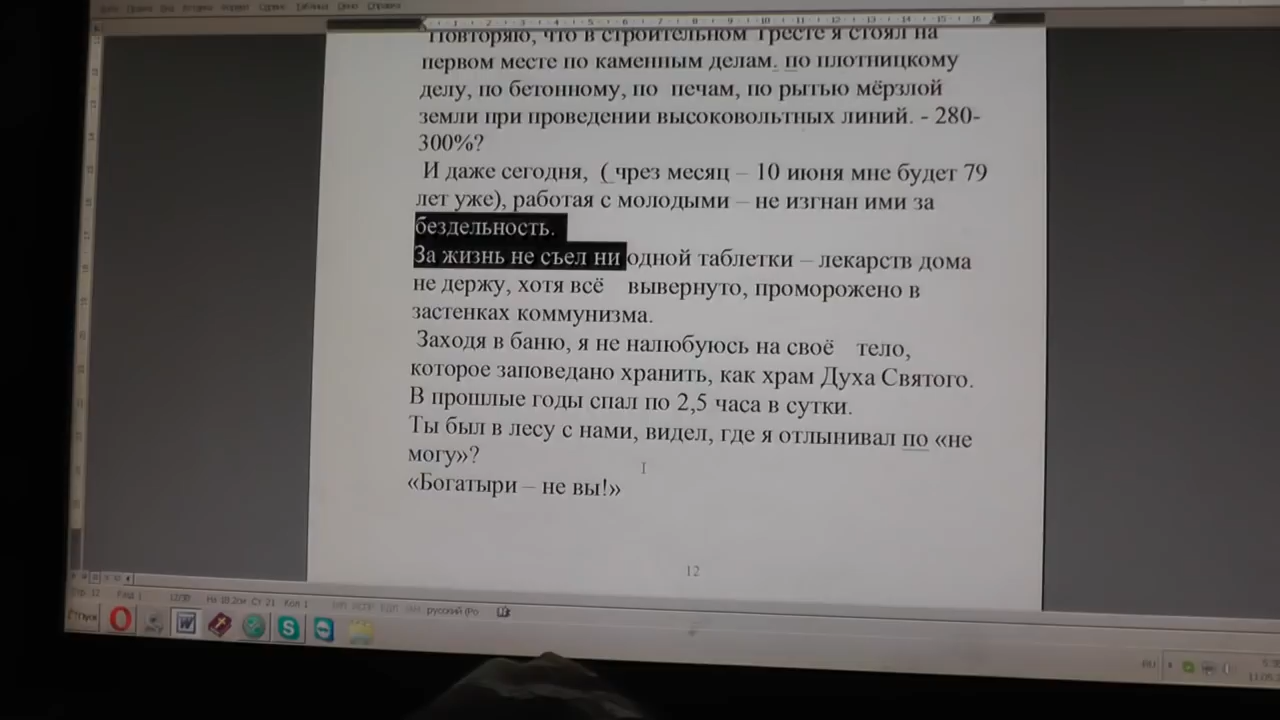 Повторяю, что в строительном Тресте я стоял на
первом месте по каменным делам. по плотницкому
делу, по бетонному, по печам, по рытью мёрзлой
земли при проведении высоковольтных линий. - 280-
300%?
И даже сегодня, ( чрез месяц – 10 июня мне будет 79
лет уже), работая с молодыми – не изгнан ими за
бездельность.
За жизнь не съел ни одной таблетки – лекарств дома
не держу, хотя всё вывернуто, проморожено в
застенках коммунизма.
Заходя в баню, я не налюбуюсь на своё тело,
которое заповедано хранить, как храм Духа Святого.
В прошлые годы спал по 2,5 часа в сутки.
Ты был в лесу с нами, видел, где я отлынивал по «не
могу»?
«Богатыри – не вы!»
12
русский (Ро
Пуск
RU